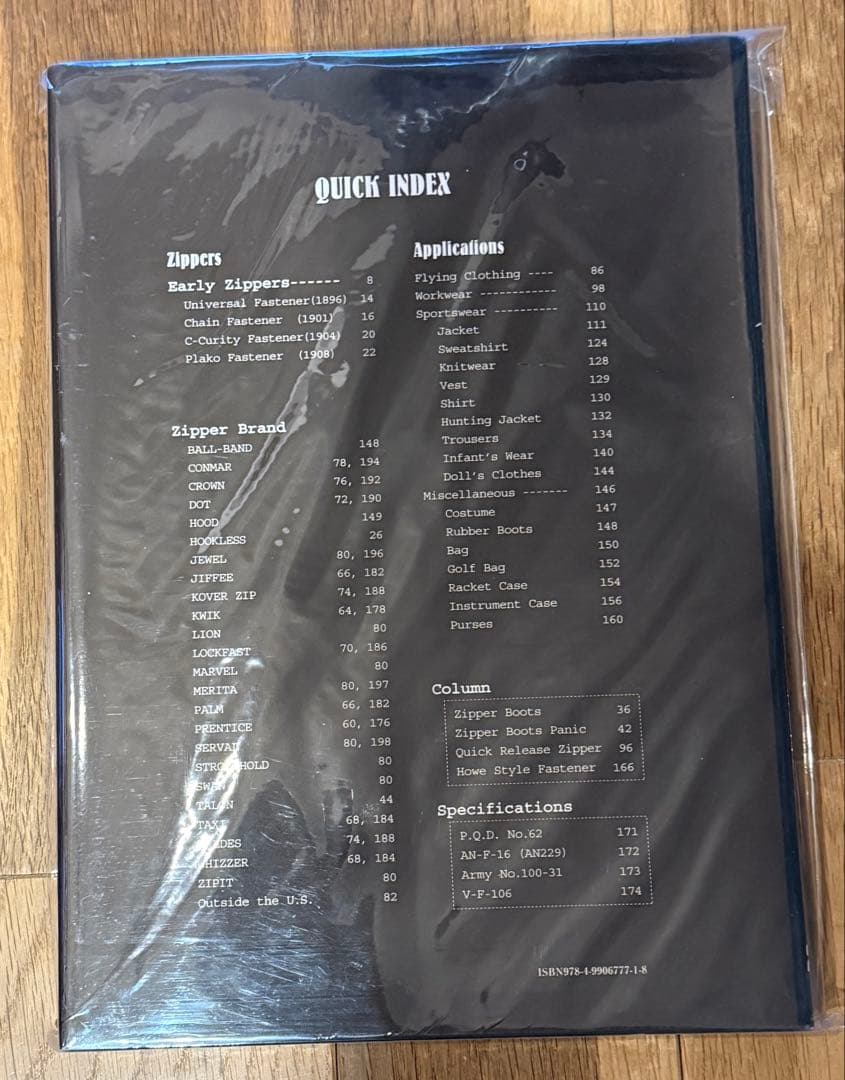 QUICK INDEX
Zippers
Early Zippers------ 8
Universal Fastener(1896) 14
Chain Fastener (1901) 16
C-Curity Fastener(1904) 20
Plako Fastener (1908) 22
Zipper Brand
BALL-BAND 148
CONMAR 78, 194
CROWN 76, 192
DOT 72, 190
HOOD 149
HOOKLESS 26
JEWEL 80, 196
JIFFEE 66, 182
KOVER ZIP 74, 188
KWIK 64, 178
LION 80
LOCKFAST 70, 186
MARVEL 80
MERITA 80, 197
PALM 66, 182
PRENTICE 60, 176
SERVAL 80, 198
STRONGHOLD 80
SWAN 80
TALON 44
TAXI 68, 184
74, 188
WHIZZER 68, 184
ZIPIT 80
Outside the U.S. 82
Applications
Flying Clothing ---- 86
Workwear ------------ 98
Sportswear ---------- 110
Jacket 111
Sweatshirt 124
Knitwear 128
Vest 129
Shirt 130
Hunting Jacket 132
Trousers 134
Infant's Wear 140
Doll's Clothes 144
Miscellaneous ------- 146
Costume 147
Rubber Boots 148
Bag 150
Golf Bag 152
Racket Case 154
Instrument Case 156
Purses 160
Column
Zipper Boots 36
Zipper Boots Panic 42
Quick Release Zipper 96
Howe Style Fastener 166
Specifications
P.Q.D. No.62 171
AN-F-16 (AN229) 172
Army No.100-31 173
V-F-106 174
ISBN978-4-9906777-1-8